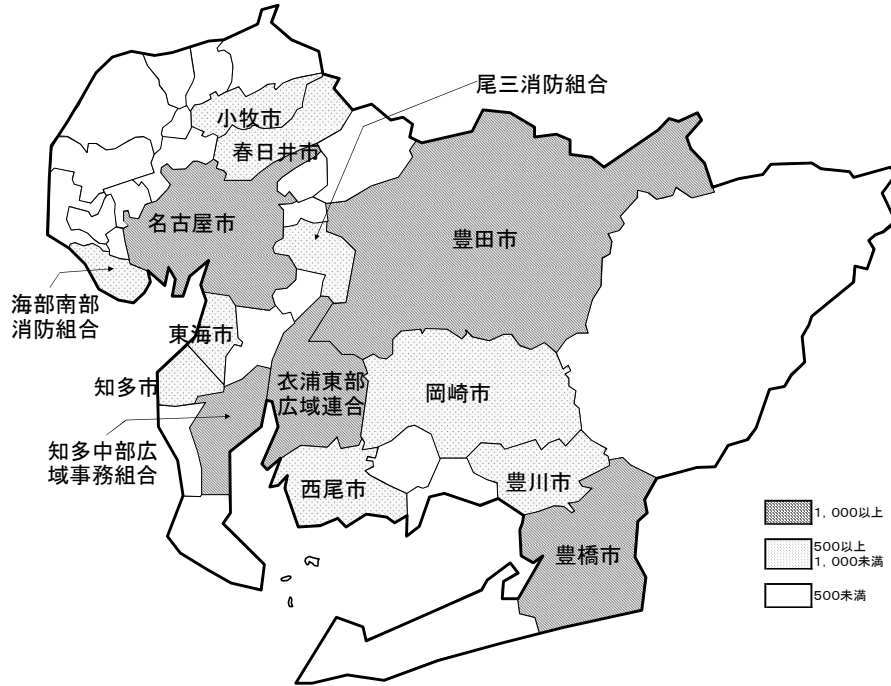 尾三消防組合
小牧市
春日井市
名古屋市
豊田市
海部南部
消防組合
東海市
知多市
衣浦東部
広域連合
岡崎市
知多中部広
域事務組合
西尾市
豊川市
豊橋市
1，000以上
500以上
1，000未満
500未満